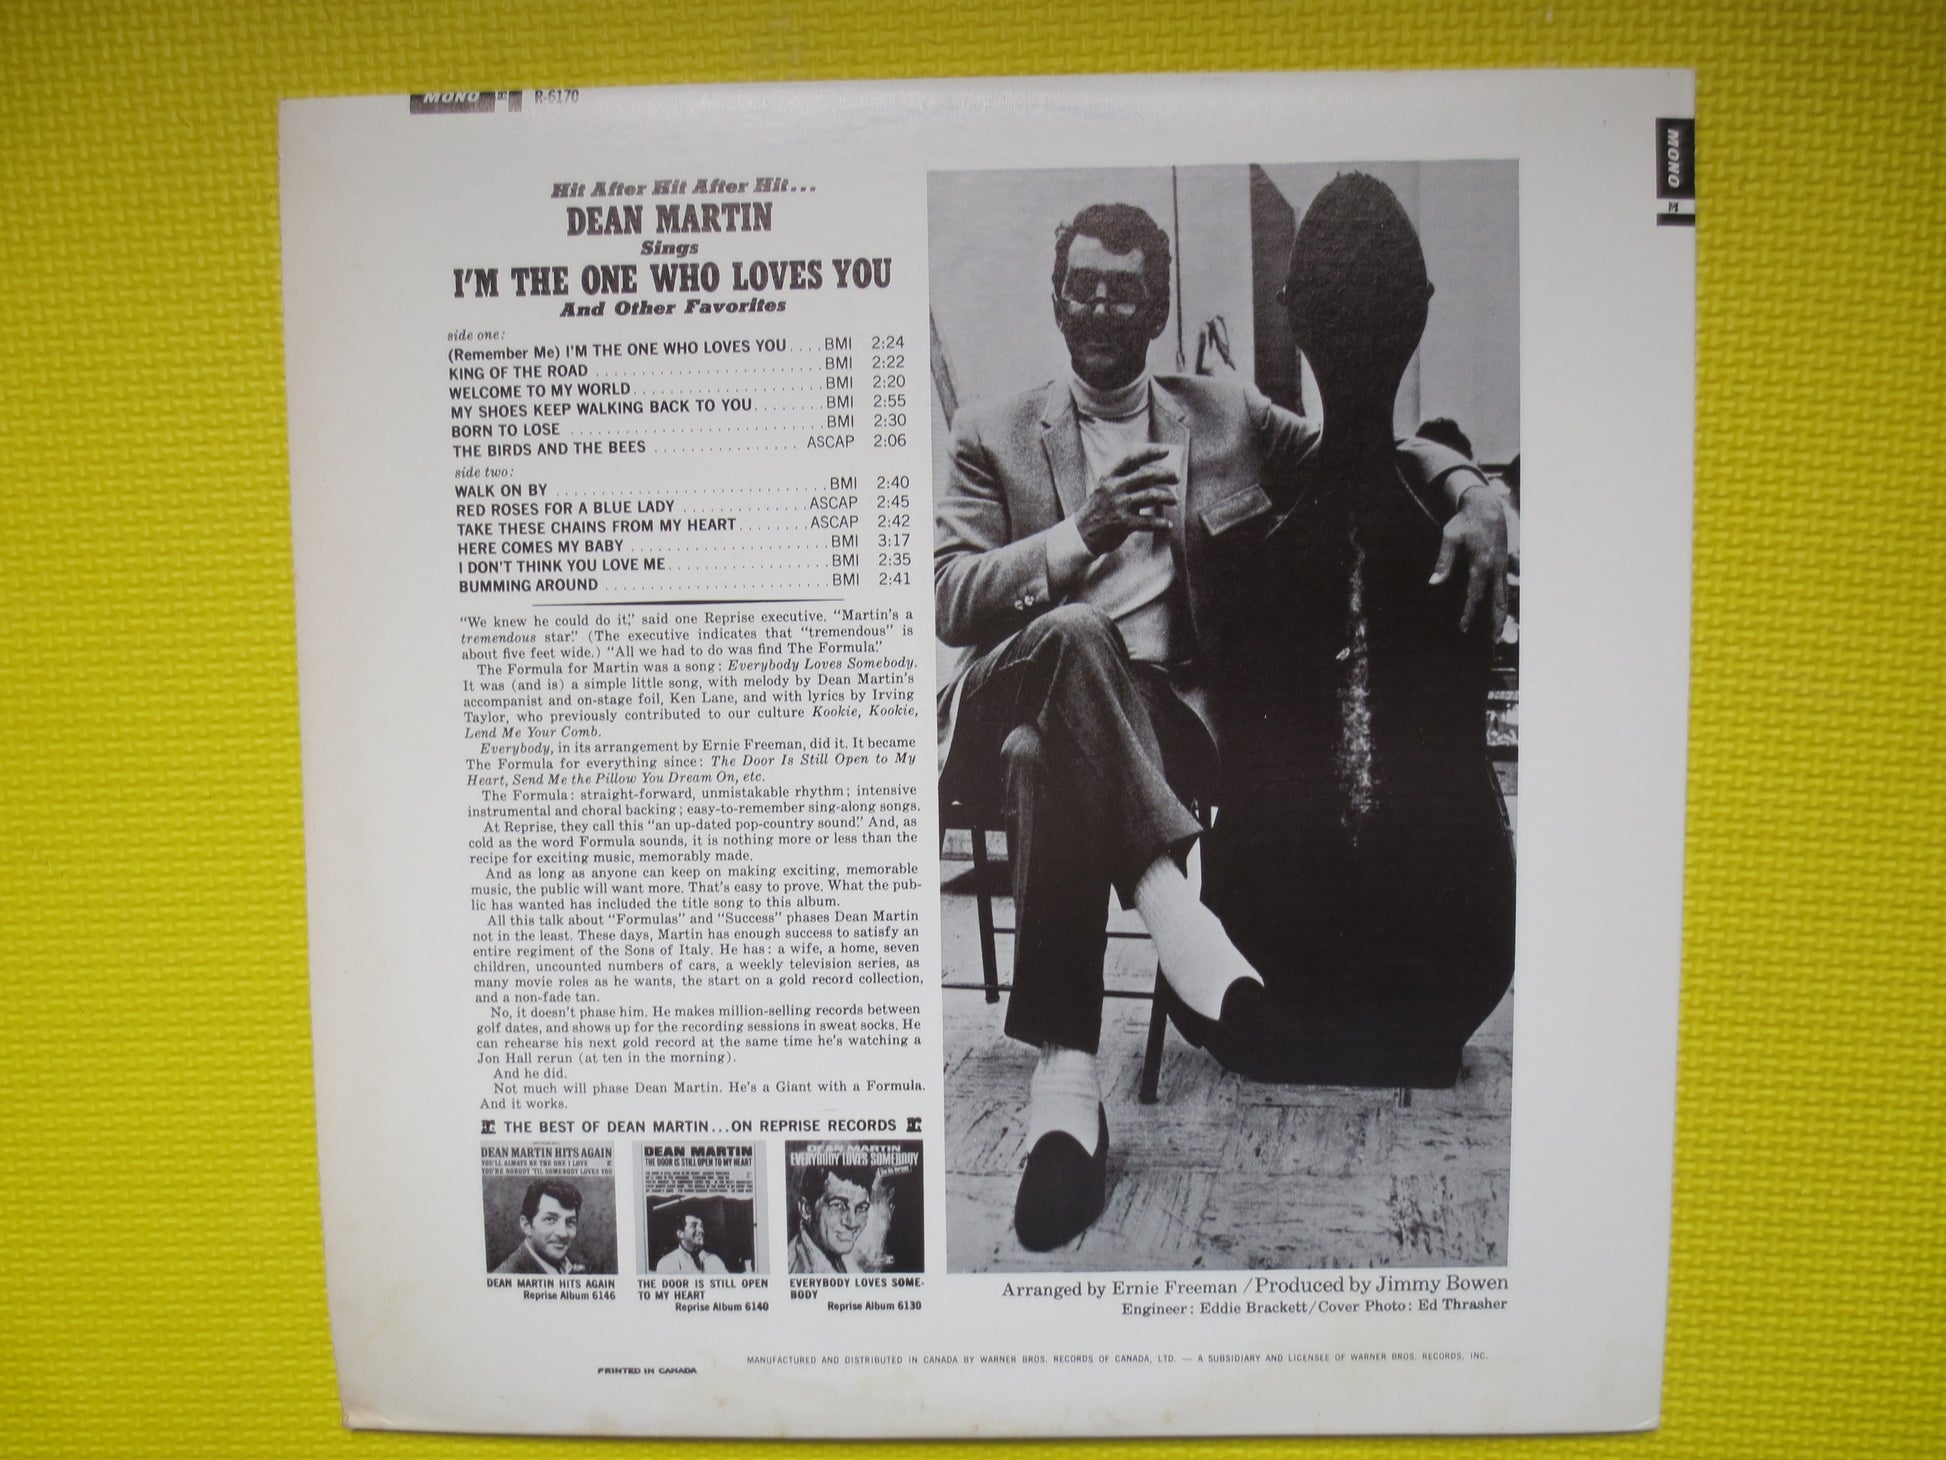 MONO R-6170
MONO
Hit After Hit After Hit...
DEAN MARTIN
Sings
I'M THE ONE WHO LOVES YOU
And Other Favorites
side one:
(Remember Me) I'M THE ONE WHO LOVES YOU....BMI 2:24
KING OF THE ROAD ........................BMI 2:22
WELCOME TO MY WORLD....................BMI 2:20
MY SHOES KEEP WALKING BACK TO YOU........BMI 2:55
BORN TO LOSE ...........................BMI 2:30
THE BIRDS AND THE BEES ................ ASCAP 2:06
side two:
WALK ON BY .............................BMI 2:40
RED ROSES FOR A BLUE LADY ..............ASCAP 2:45
TAKE THESE CHAINS FROM MY HEART........ASCAP 2:42
HERE COMES MY BABY ......................BMI 3:17
I DON'T THINK YOU LOVE ME..................BMI 2:35
BUMMING AROUND .........................BMI 2:41
"We knew he could do it," said one Reprise executive. "Martin's a
tremendous star." (The executive indicates that "tremendous" is
about five feet wide.) "All we had to do was find The Formula."
The Formula for Martin was a song: Everybody Loves Somebody.
It was (and is) a simple little song, with melody by Dean Martin's
accompanist and on-stage foil, Ken Lane, and with lyrics by Irving
Taylor, who previously contributed to our culture Kookie, Kookie,
Lend Me Your Comb.
Everybody, in its arrangement by Ernie Freeman, did it. It became
The Formula for everything since: The Door Is Still Open to My
Heart, Send Me the Pillow You Dream On, etc.
The Formula: straight-forward, unmistakable rhythm; intensive
instrumental and choral backing; easy-to-remember sing-along songs.
At Reprise, they call this "an up-dated pop-country sound." And, as
cold as the word Formula sounds, it is nothing more or less than the
recipe for exciting music, memorably made.
And as long as anyone can keep on making exciting, memorable
music, the public will want more. That's easy to prove. What the pub-
lic has wanted has included the title song to this album.
All this talk about "Formulas" and "Success" phases Dean Martin
not in the least. These days, Martin has enough success to satisfy an
entire regiment of the Sons of Italy. He has: a wife, a home, seven
children, uncounted numbers of cars, a weekly television series, as
many movie roles as he wants, the start on a gold record collection,
and a non-fade tan.
No, it doesn't phase him. He makes million-selling records between
golf dates, and shows up for the recording sessions in sweat socks. He
can rehearse his next gold record at the same time he's watching a
Jon Hall rerun (at ten in the morning).
And he did.
Not much will phase Dean Martin. He's a Giant with a Formula.
And it works.
THE BEST OF DEAN MARTIN...ON REPRISE RECORDS
DEAN MARTIN HITS AGAIN
YOU'LL ALWAYS BE THE ONE I LOVE
YOU'RE NOBODY 'TIL SOMEBODY LOVES YOU
DEAN MARTIN
THE DOOR IS STILL OPEN TO MY HEART
DEAN MARTIN
EVERYBODY LOVES SOMEBODY
DEAN MARTIN HITS AGAIN
Reprise Album 6146
THE DOOR IS STILL OPEN
TO MY HEART
Reprise Album 6140
EVERYBODY LOVES SOME-
BODY
Reprise Album 6130
Arranged by Ernie Freeman / Produced by Jimmy Bowen
Engineer: Eddie Brackett/Cover Photo: Ed Thrasher
MANUFACTURED AND DISTRIBUTED IN CANADA BY WARNER BROS. RECORDS OF CANADA, LTD. — A SUBSIDIARY AND LICENSEE OF WARNER BROS. RECORDS, INC.
PRINTED IN CANADA